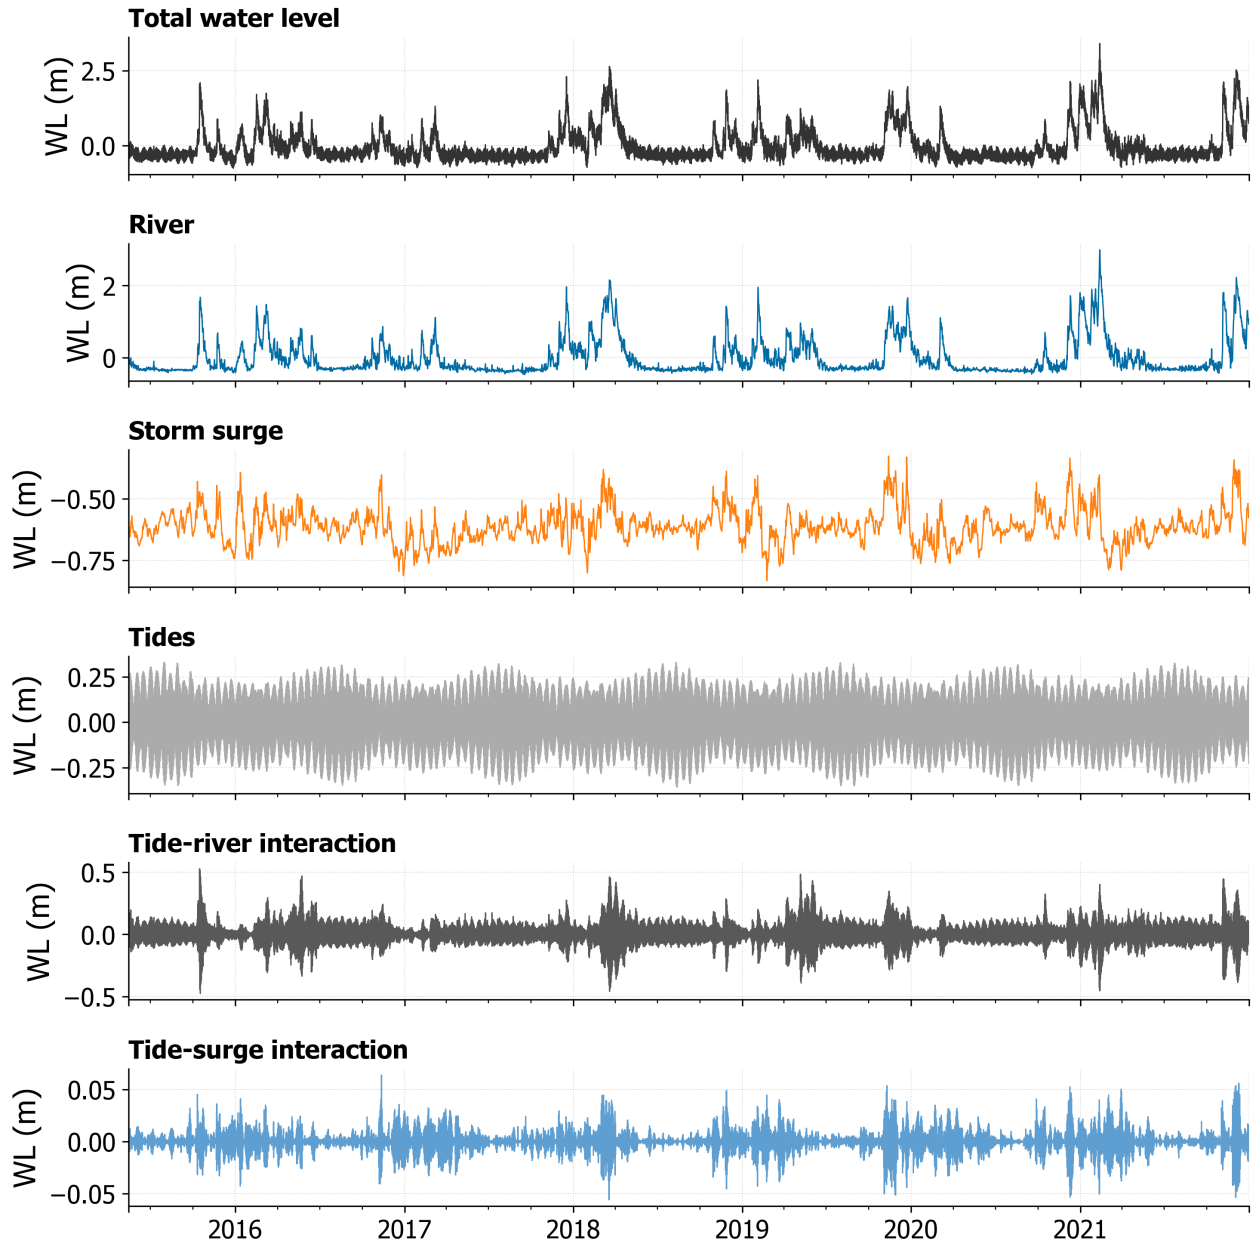 Total water level
WL (m)
2.5
0.0
River
WL (m)
2
0
Storm surge
WL (m)
−0.50
−0.75
Tides
WL (m)
0.25
0.00
−0.25
Tide-river interaction
WL (m)
0.5
0.0
−0.5
Tide-surge interaction
WL (m)
0.05
0.00
−0.05
2016 2017 2018 2019 2020 2021